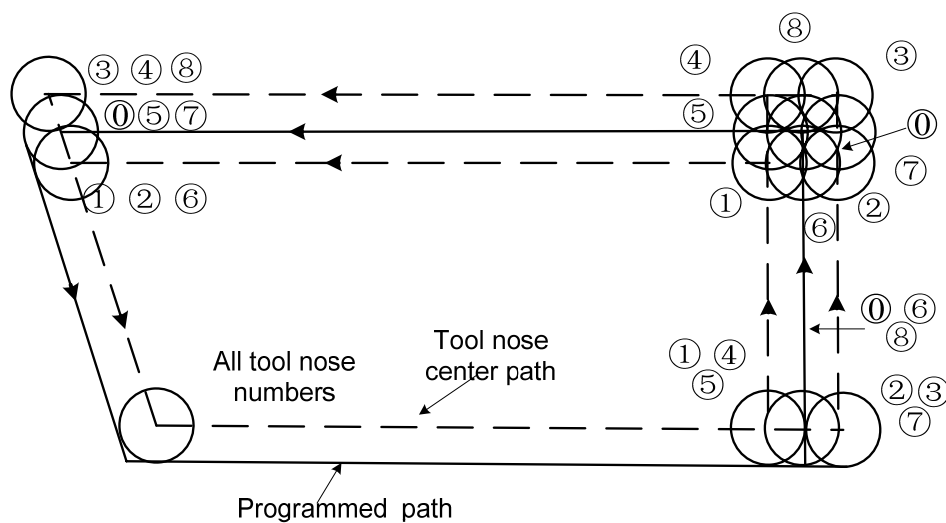 ⑧
③ ④ ⑧
④
③
⓪ ⑤ ⑦
⑤
⓪
⑦
① ② ⑥
①
②
⑥
⓪ ⑥
⑧
Tool nose
center path
All tool nose
numbers
① ④
⑤
② ③
⑦
Programmed path